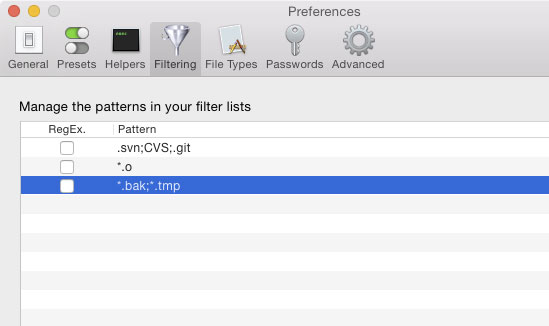 Preferences
General Presets Helpers Filtering File Types Passwords Advanced
Manage the patterns in your filter lists
RegEx. Pattern
.svn;CVS;.git
*.o
*.bak;*.tmp